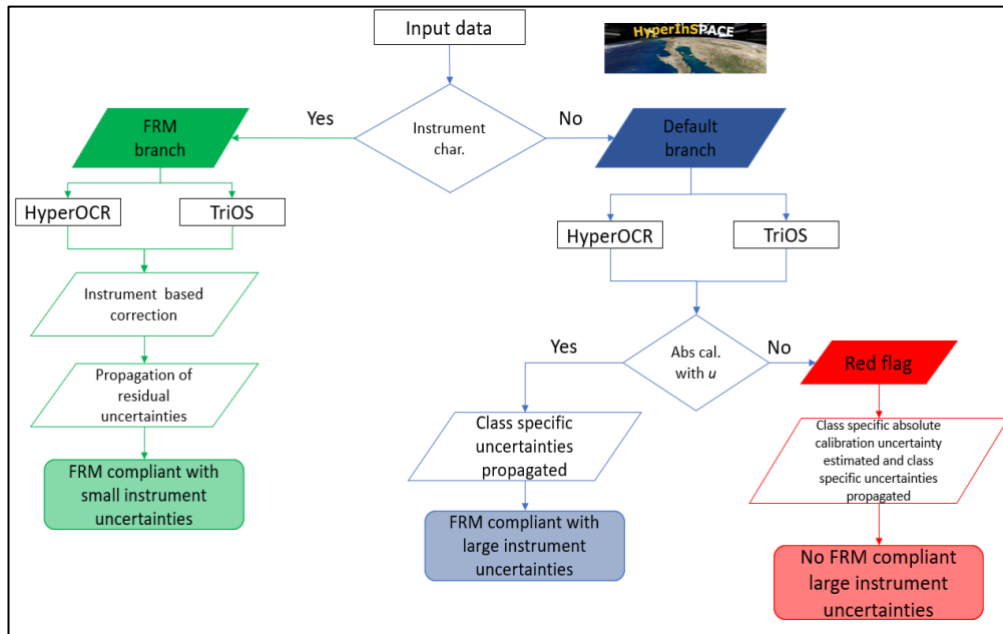 Input data
HyperInSPACE
Yes
Instrument
char.
No
FRM
branch
Default
branch
HyperOCR
TriOS
HyperOCR
TriOS
Instrument based
correction
Yes
Abs cal.
with u
No
Red flag
Propagation of
residual
uncertainties
Class specific
uncertainties
propagated
Class specific absolute
calibration uncertainty
estimated and class
specific uncertainties
propagated
FRM compliant with
small instrument
uncertainties
FRM compliant with
large instrument
uncertainties
No FRM compliant
large instrument
uncertainties